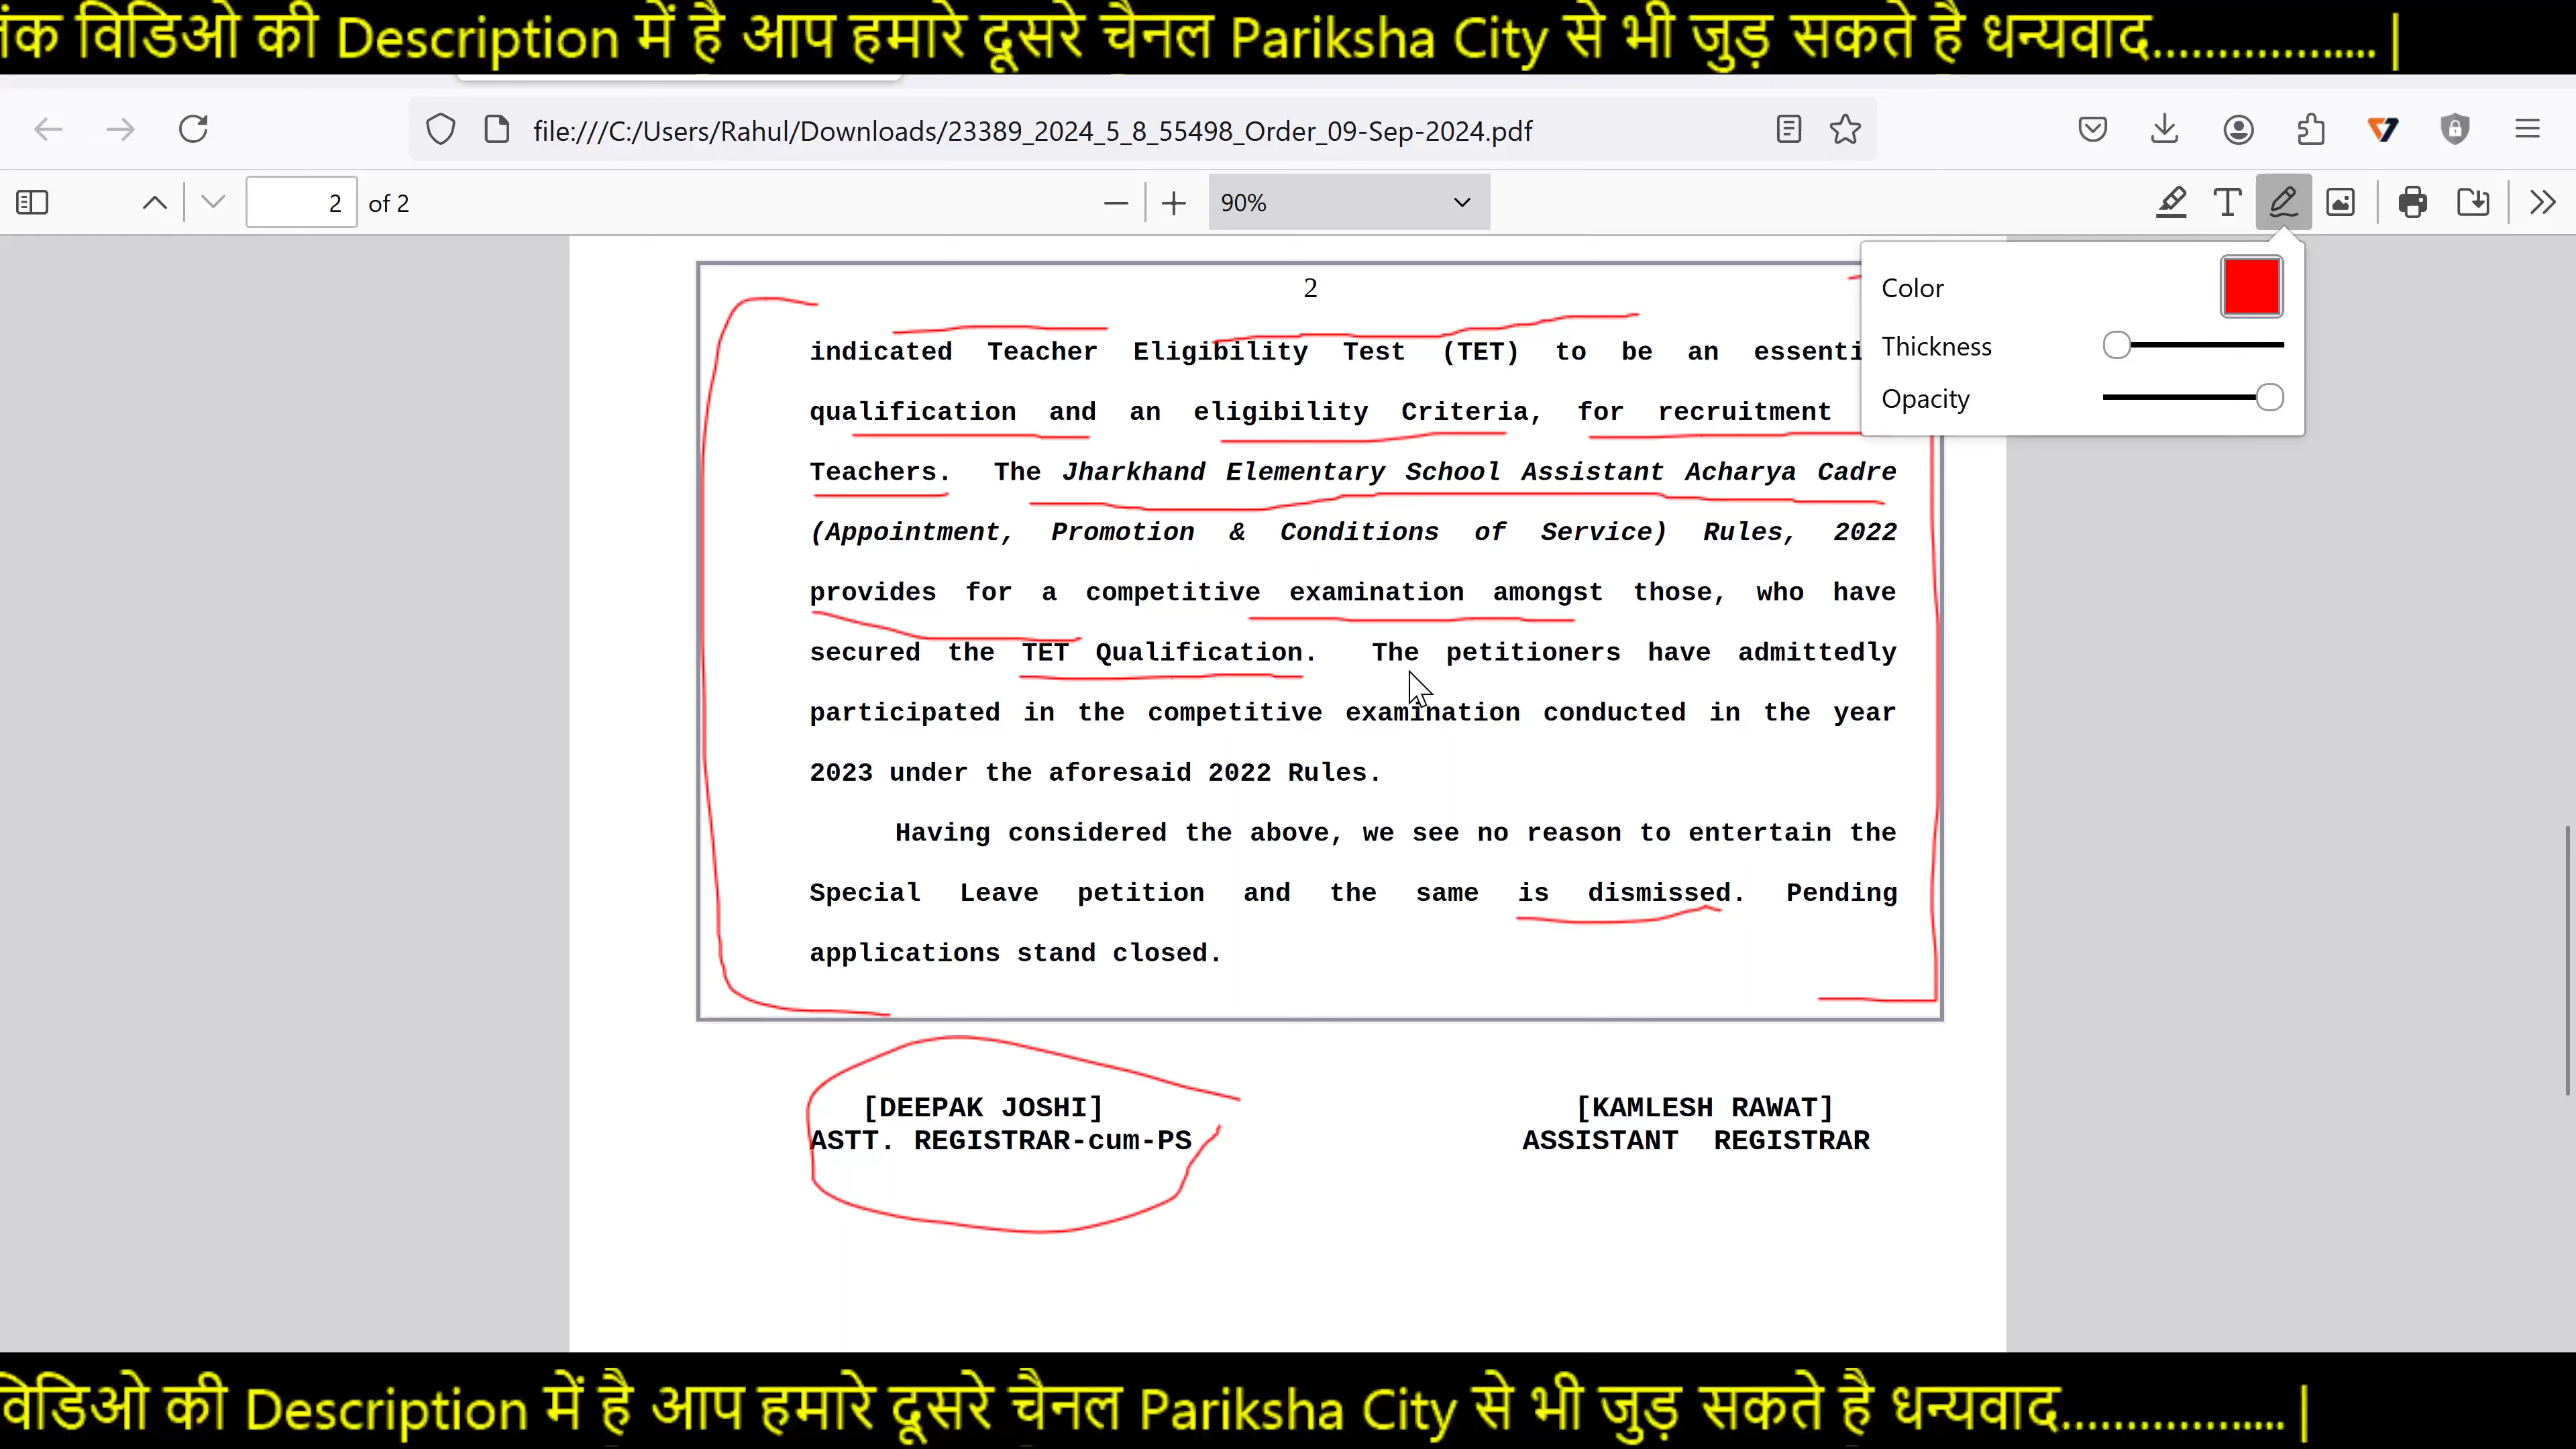 विडिओ की Description में है आप हमारे दूसरे चैनल Pariksha City से भी जुड़ सकते है धन्यवाद................. |
file:///C:/Users/Rahul/Downloads/23389_2024_5_8_55498_Order_09-Sep-2024.pdf
2 of 2
90%
Color
Thickness
Opacity
2
indicated Teacher Eligibility Test (TET) to be an
qualification and an eligibility Criteria, for recruitment
Teachers. The Jharkhand Elementary School Assistant Acharya Cadre
(Appointment, Promotion & Conditions of Service) Rules, 2022
provides for a competitive examination amongst those, who have
secured the TET Qualification. The petitioners have admittedly
participated in the competitive examination conducted in the year
2023 under the aforesaid 2022 Rules.
Having considered the above, we see no reason to entertain the
Special Leave petition and the same is dismissed. Pending
applications stand closed.
[DEEPAK JOSHI] [KAMLESH RAWAT]
ASTT. REGISTRAR-cum-PS ASSISTANT REGISTRAR
विडिओ की Description में है आप हमारे दूसरे चैनल Pariksha City से भी जुड़ सकते है धन्यवाद................. |